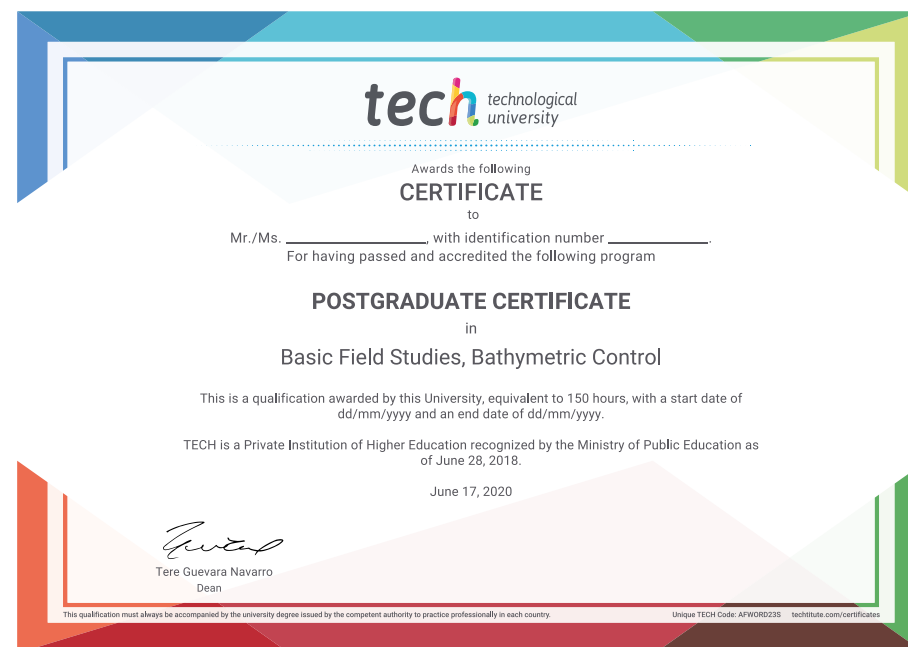 tech technological
university
Awards the following
CERTIFICATE
to
Mr./Ms. ____________________, with identification number ______________.
For having passed and accredited the following program
POSTGRADUATE CERTIFICATE
in
Basic Field Studies, Bathymetric Control
This is a qualification awarded by this University, equivalent to 150 hours, with a start date of
dd/mm/yyyy and an end date of dd/mm/yyyy.
TECH is a Private Institution of Higher Education recognized by the Ministry of Public Education as
of June 28, 2018.
June 17, 2020
Tere Guevara Navarro
Dean
This qualification must always be accompanied by the university degree issued by the competent authority to practice professionally in each country. Unique TECH Code: AFWORD23S techtitute.com/certificates